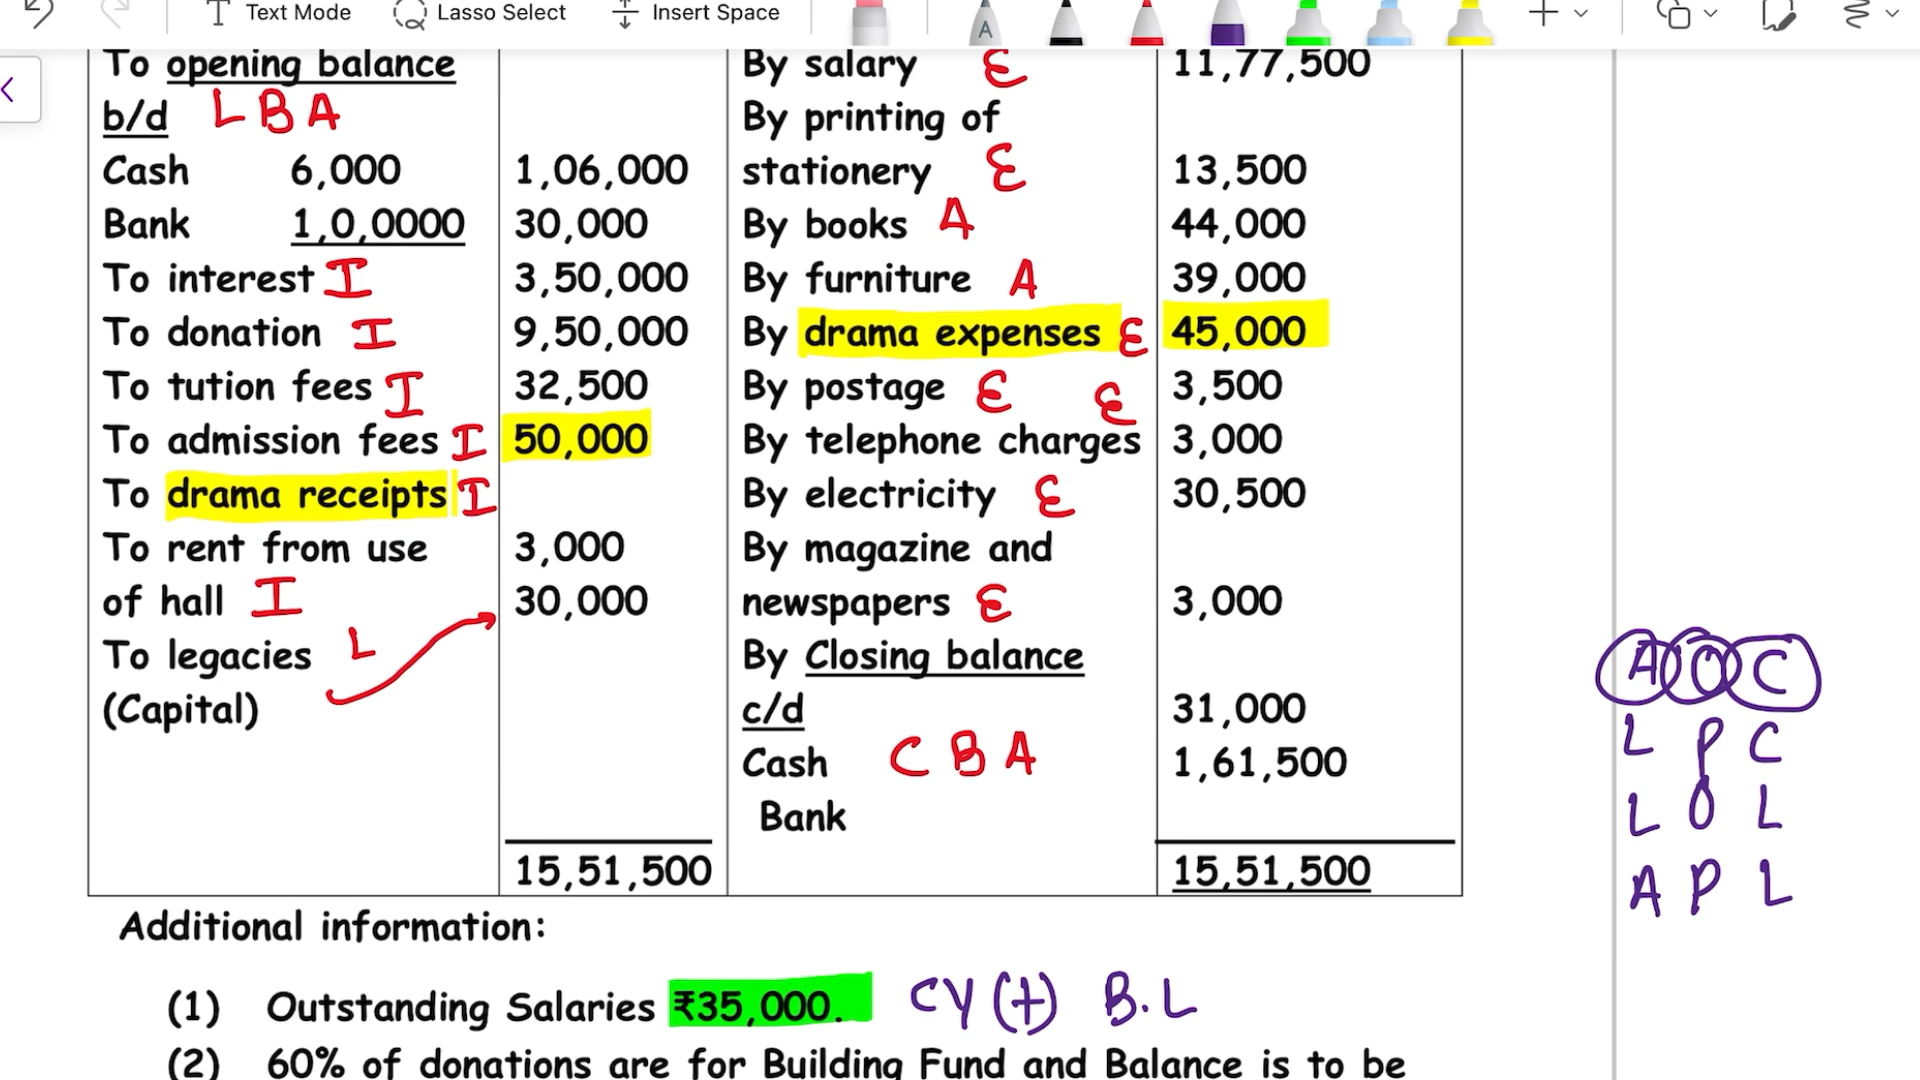 Text Mode Lasso Select Insert Space
A
To opening balance By salary Ɛ 11,77,500
b/d L B A By printing of
Cash 6,000 1,06,000 stationery Ɛ 13,500
Bank 1,0,0000 30,000 By books A 44,000
To interest I 3,50,000 By furniture A 39,000
To donation I 9,50,000 By drama expenses Ɛ 45,000
To tution fees I 32,500 By postage Ɛ Ɛ 3,500
To admission fees I 50,000 By telephone charges 3,000
To drama receipts I By electricity Ɛ 30,500
To rent from use 3,000 By magazine and
of hall I 30,000 newspapers Ɛ 3,000
To legacies L By Closing balance
(Capital) c/d 31,000
Cash C B A 1,61,500
Bank
15,51,500 15,51,500
A O C
L P C
L O L
A P L
Additional information:
(1) Outstanding Salaries ₹35,000. CY (+) B.L
(2) 60% of donations are for Building Fund and Balance is to be